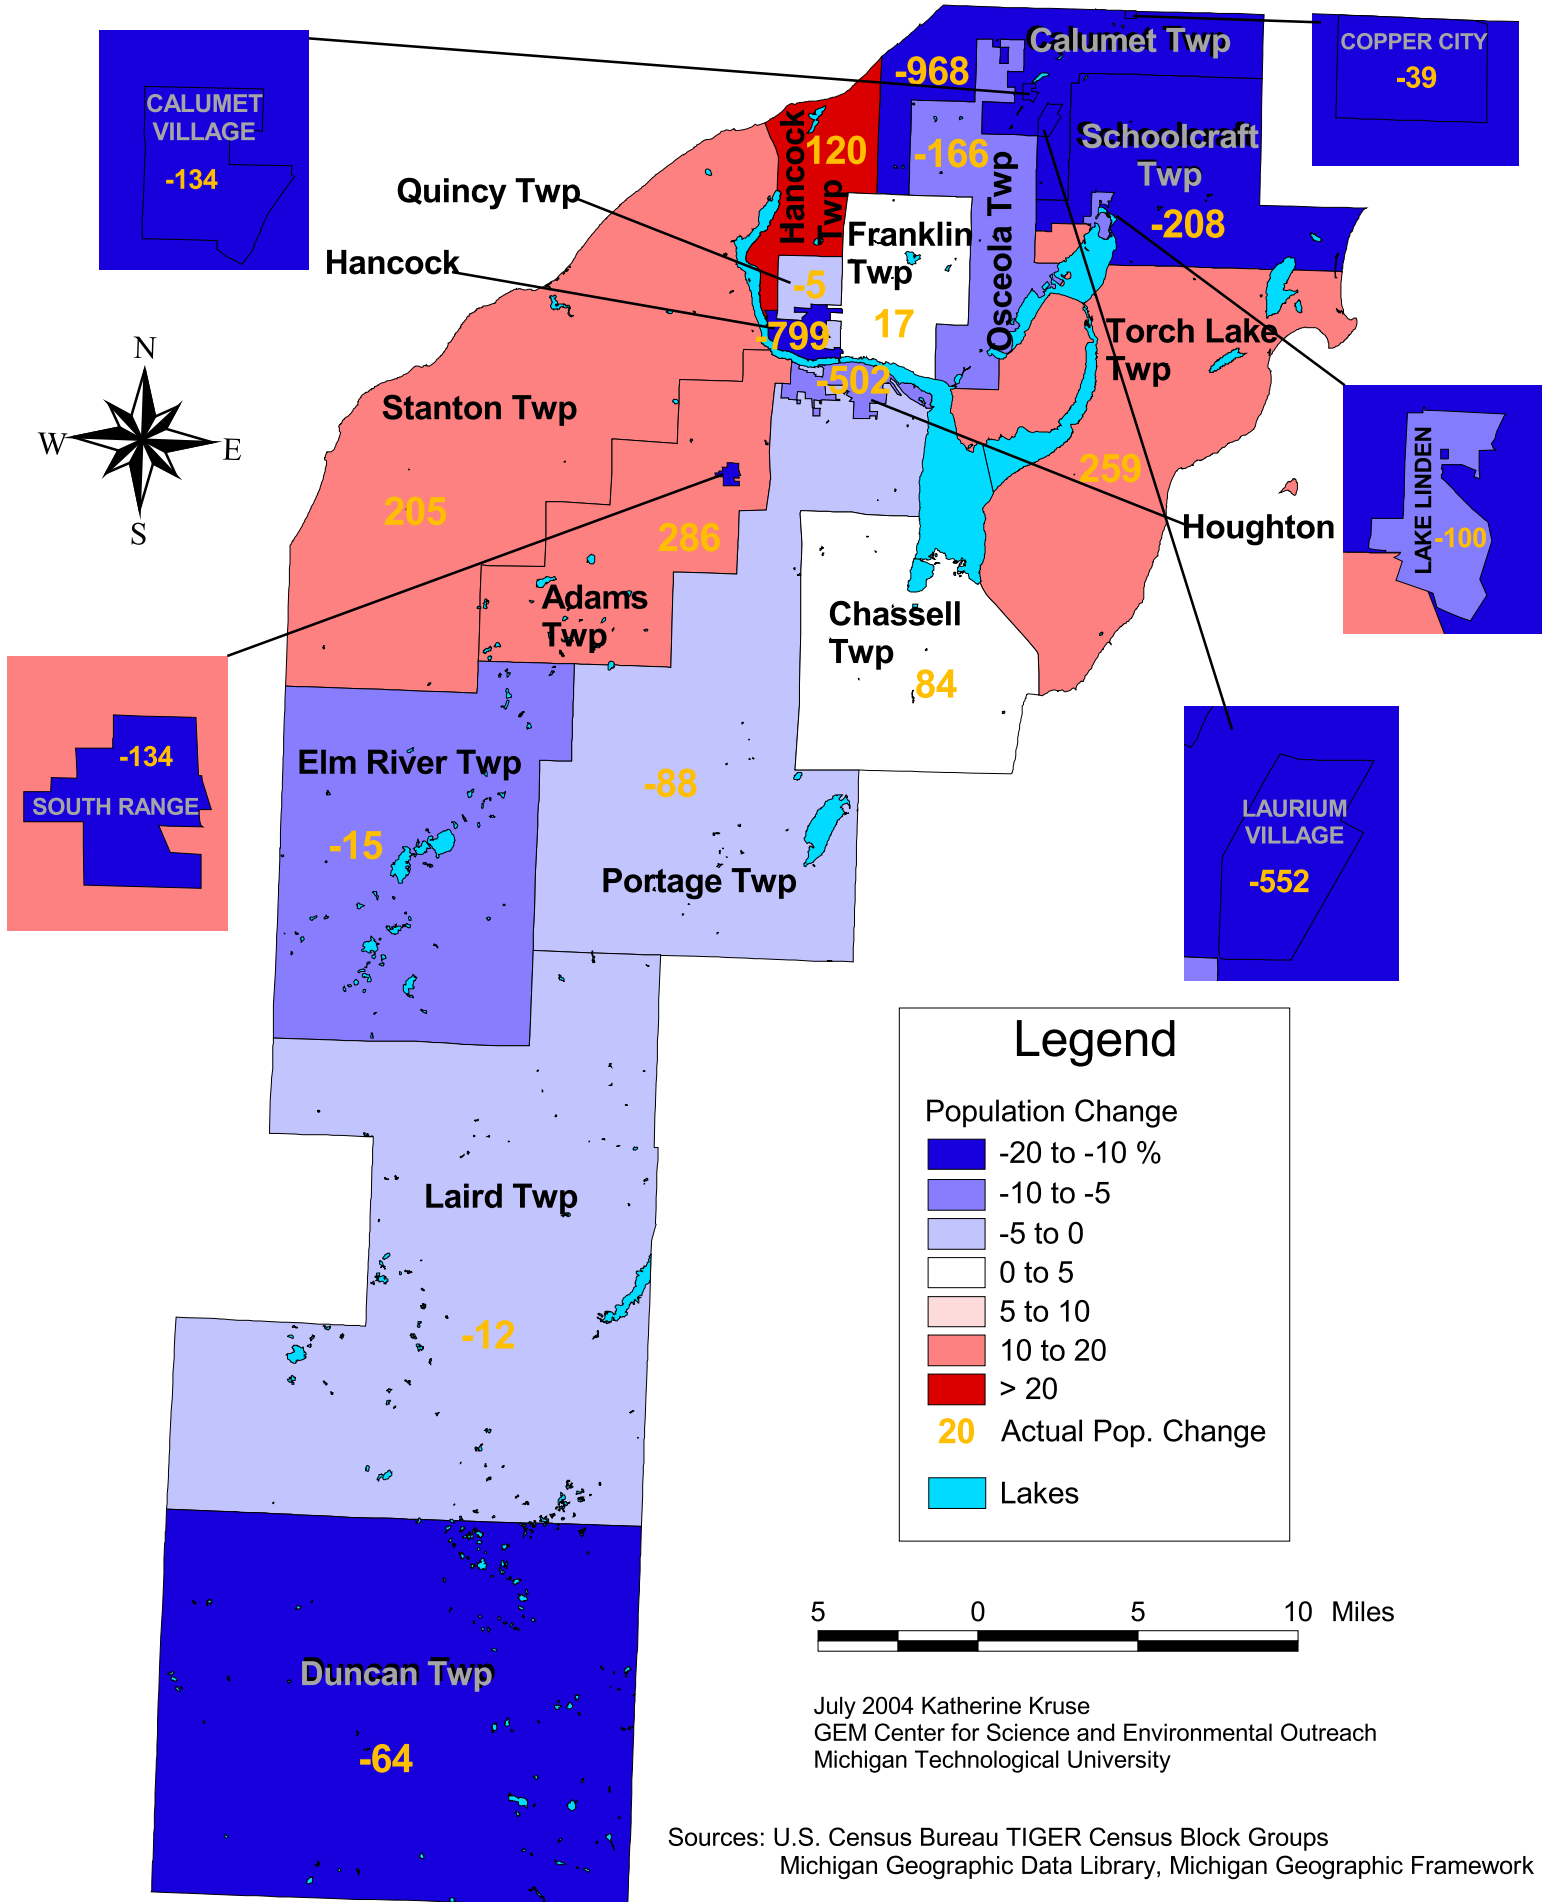 Calumet Twp
-968
COPPER CITY
-39
CALUMET
VILLAGE
-134
Hancock
Twp
120
-166
Osceola Twp
Schoolcraft
Twp
-208
Quincy Twp
Hancock
Franklin
Twp
17
-5
-799
-502
Torch Lake
Twp
259
N
W
E
S
Stanton Twp
205
286
Adams
Twp
Houghton
LAKE LINDEN
-100
Chassell
Twp
84
-134
SOUTH RANGE
Elm River Twp
-15
-88
Portage Twp
LAURIUM
VILLAGE
-552
Laird Twp
-12
Duncan Twp
-64
Legend
Population Change
-20 to -10 %
-10 to -5
-5 to 0
0 to 5
5 to 10
10 to 20
> 20
20 Actual Pop. Change
Lakes
5 0 5 10 Miles
July 2004 Katherine Kruse
GEM Center for Science and Environmental Outreach
Michigan Technological University
Sources: U.S. Census Bureau TIGER Census Block Groups
Michigan Geographic Data Library, Michigan Geographic Framework